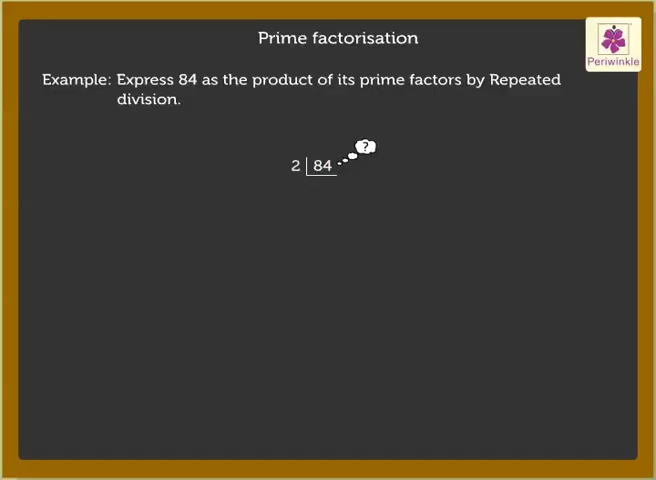 Prime factorisation
Periwinkle
Example: Express 84 as the product of its prime factors by Repeated
division.
?
2 84